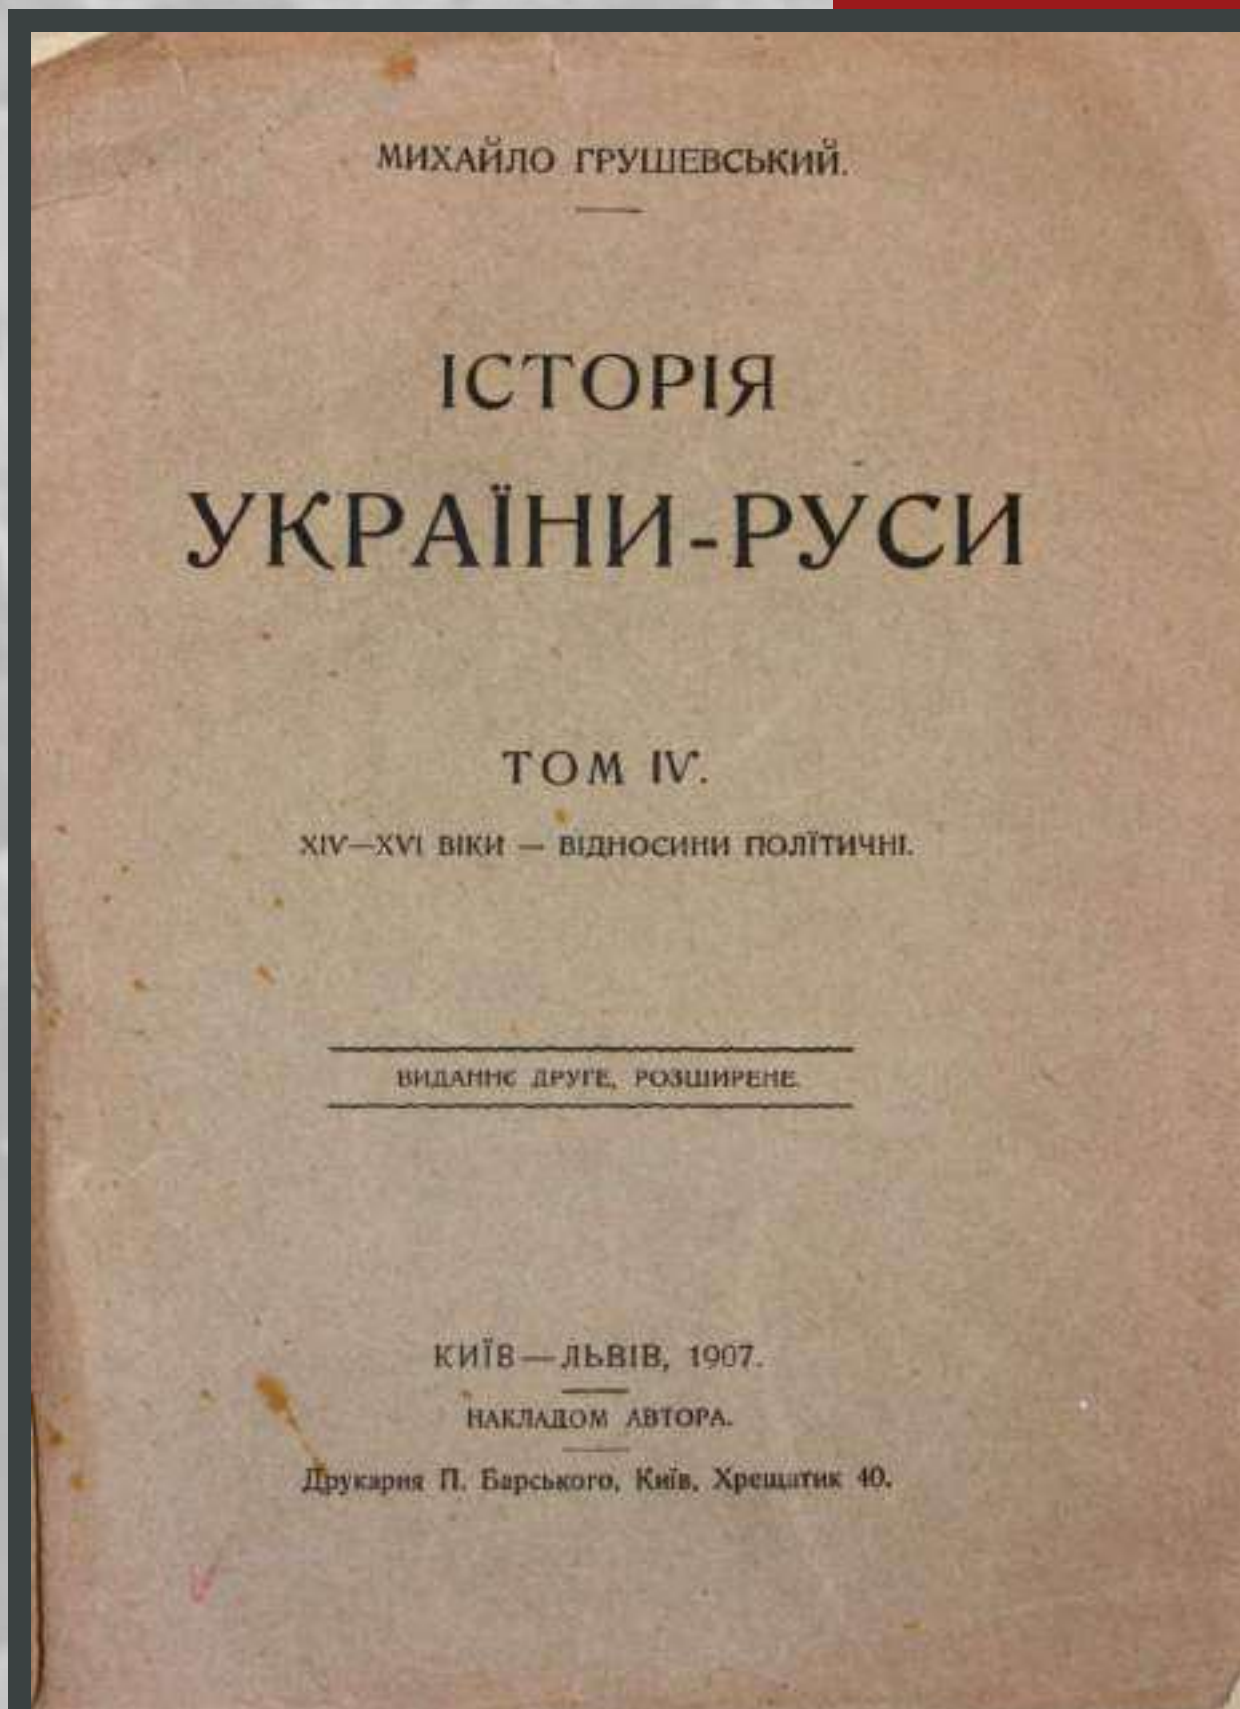 МИХАЙЛО ГРУШЕВСЬКИЙ.
ІСТОРІЯ
УКРАЇНИ-РУСИ
ТОМ IV.
XIV—XVI ВІКИ — ВІДНОСИНИ ПОЛЇТИЧНІ.
ВИДАННЄ ДРУГЕ, РОЗШИРЕНЕ.
КИЇВ—ЛЬВІВ, 1907.
НАКЛАДОМ АВТОРА.
Друкарня П. Барського, Київ, Хрещатик 40.